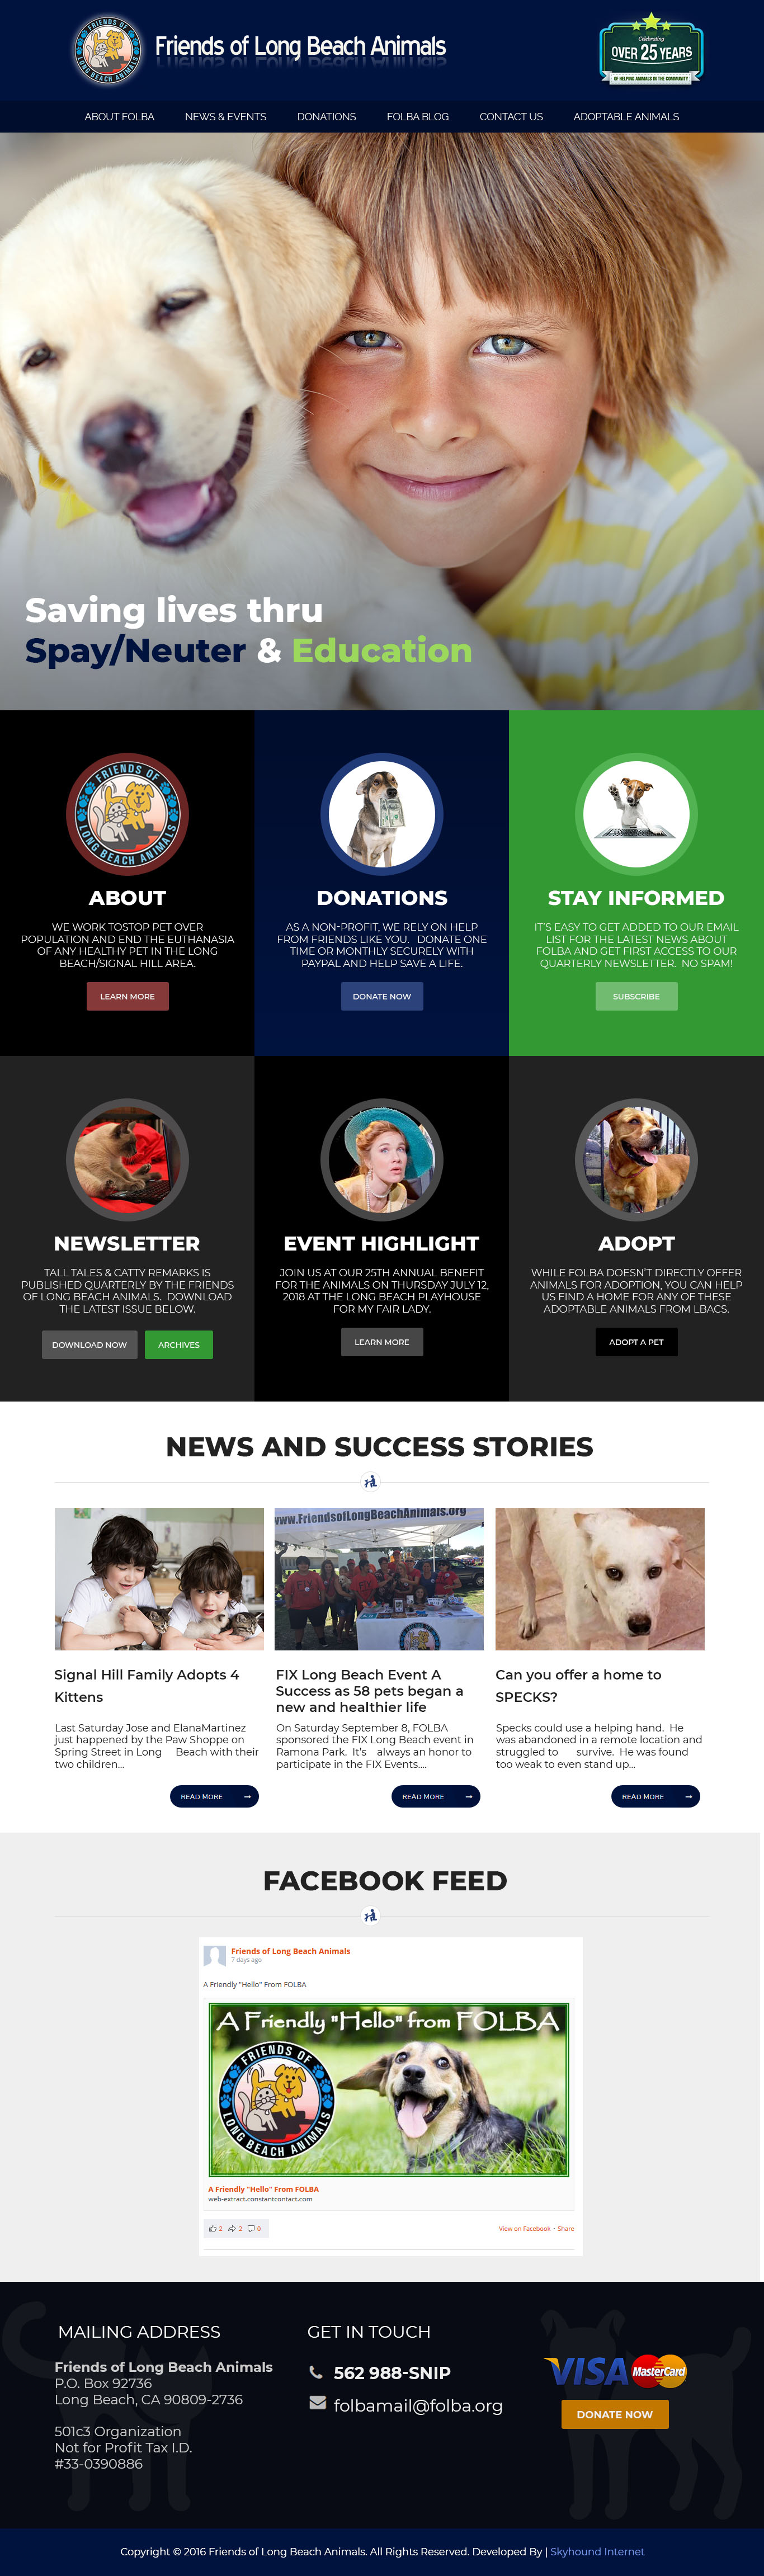 FRIENDS OF
LONG BEACH ANIMALS
Friends of Long Beach Animals
Celebrating
OVER 25 YEARS
OF HELPING ANIMALS IN THE COMMUNITY
ABOUT FOLBA NEWS & EVENTS DONATIONS FOLBA BLOG CONTACT US ADOPTABLE ANIMALS
Saving lives thru
Spay/Neuter & Education
FRIENDS OF
LONG BEACH ANIMALS
ABOUT
WE WORK TOSTOP PET OVER
POPULATION AND END THE EUTHANASIA
OF ANY HEALTHY PET IN THE LONG
BEACH/SIGNAL HILL AREA.
LEARN MORE
DONATIONS
AS A NON-PROFIT, WE RELY ON HELP
FROM FRIENDS LIKE YOU. DONATE ONE
TIME OR MONTHLY SECURELY WITH
PAYPAL AND HELP SAVE A LIFE.
DONATE NOW
STAY INFORMED
IT'S EASY TO GET ADDED TO OUR EMAIL
LIST FOR THE LATEST NEWS ABOUT
FOLBA AND GET FIRST ACCESS TO OUR
QUARTERLY NEWSLETTER. NO SPAM!
SUBSCRIBE
NEWSLETTER
TALL TALES & CATTY REMARKS IS
PUBLISHED QUARTERLY BY THE FRIENDS
OF LONG BEACH ANIMALS. DOWNLOAD
THE LATEST ISSUE BELOW.
DOWNLOAD NOW ARCHIVES
EVENT HIGHLIGHT
JOIN US AT OUR 25TH ANNUAL BENEFIT
FOR THE ANIMALS ON THURSDAY JULY 12,
2018 AT THE LONG BEACH PLAYHOUSE
FOR MY FAIR LADY.
LEARN MORE
ADOPT
WHILE FOLBA DOESN'T DIRECTLY OFFER
ANIMALS FOR ADOPTION, YOU CAN HELP
US FIND A HOME FOR ANY OF THESE
ADOPTABLE ANIMALS FROM LBACS.
ADOPT A PET
NEWS AND SUCCESS STORIES
Signal Hill Family Adopts 4
Kittens
Last Saturday Jose and ElanaMartinez
just happened by the Paw Shoppe on
Spring Street in Long Beach with their
two children...
READ MORE
www.FriendsofLongBeachAnimals.org
FIX
FIX Long Beach Event A
Success as 58 pets began a
new and healthier life
On Saturday September 8, FOLBA
sponsored the FIX Long Beach event in
Ramona Park. It's always an honor to
participate in the FIX Events....
READ MORE
Can you offer a home to
SPECKS?
Specks could use a helping hand. He
was abandoned in a remote location and
struggled to survive. He was found
too weak to even stand up...
READ MORE
FACEBOOK FEED
Friends of Long Beach Animals
7 days ago
A Friendly "Hello" From FOLBA
A Friendly "Hello" from FOLBA
FRIENDS OF
LONG BEACH ANIMALS
A Friendly "Hello" From FOLBA
web-extract.constantcontact.com
2 2 0
View on Facebook · Share
MAILING ADDRESS
Friends of Long Beach Animals
P.O. Box 92736
Long Beach, CA 90809-2736
501c3 Organization
Not for Profit Tax I.D.
#33-0390886
GET IN TOUCH
562 988-SNIP
folbamail@folba.org
VISA MasterCard
DONATE NOW
Copyright © 2016 Friends of Long Beach Animals. All Rights Reserved. Developed By | Skyhound Internet